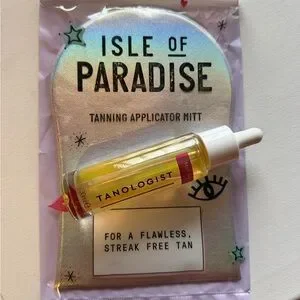 ISLE OF
PARADISE
TANNING APPLICATOR MITT
TANOLOGIST
FOR A FLAWLESS,
STREAK FREE TAN